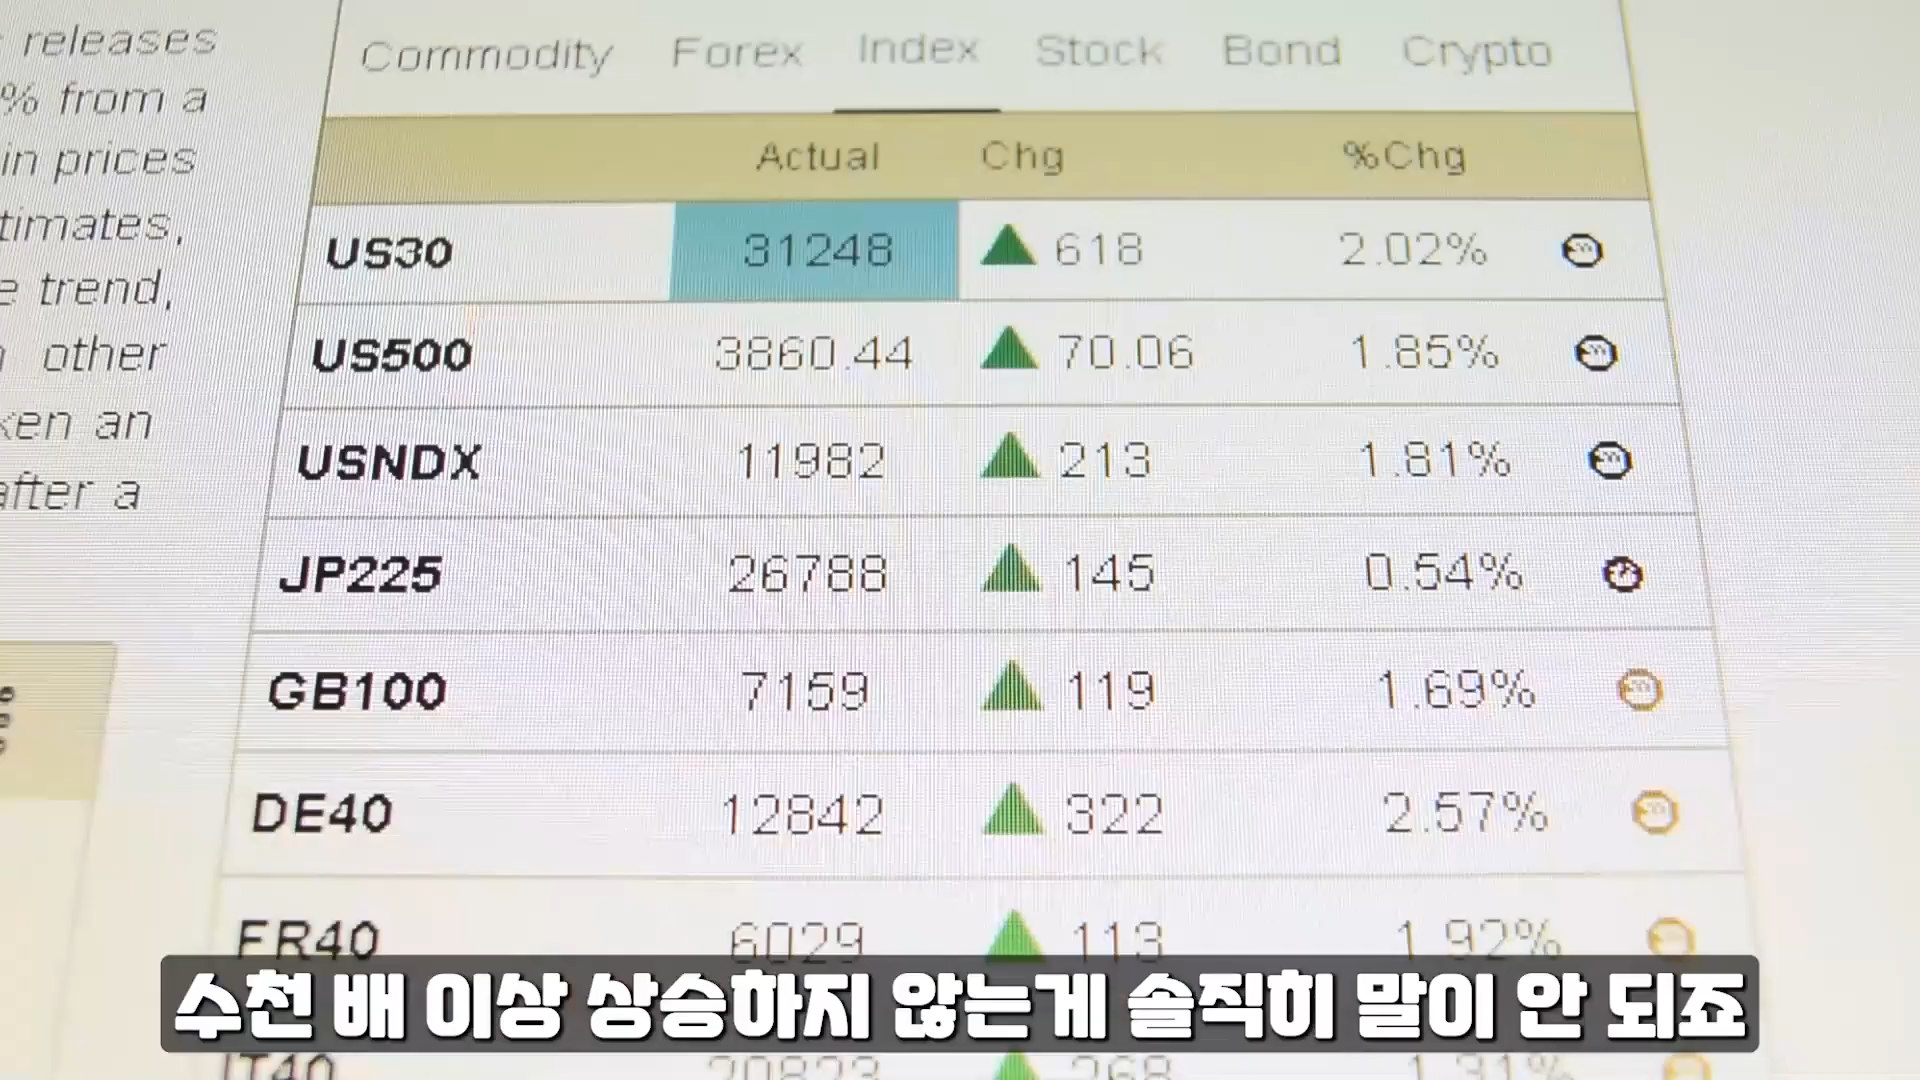 releases
% from a
in prices
timates,
e trend,
other
ken an
after a
Commodity Forex Index Stock Bond Crypto
Actual Chg %Chg
US30 31248 618 2.02%
US500 3860.44 70.06 1.85%
USNDX 11982 213 1.81%
JP225 26788 145 0.54%
GB100 7159 119 1.69%
DE40 12842 322 2.57%
FR40 6029 113 1.92%
수천 배 이상 상승하지 않는게 솔직히 말이 안 되죠
IT40 268 1.31%